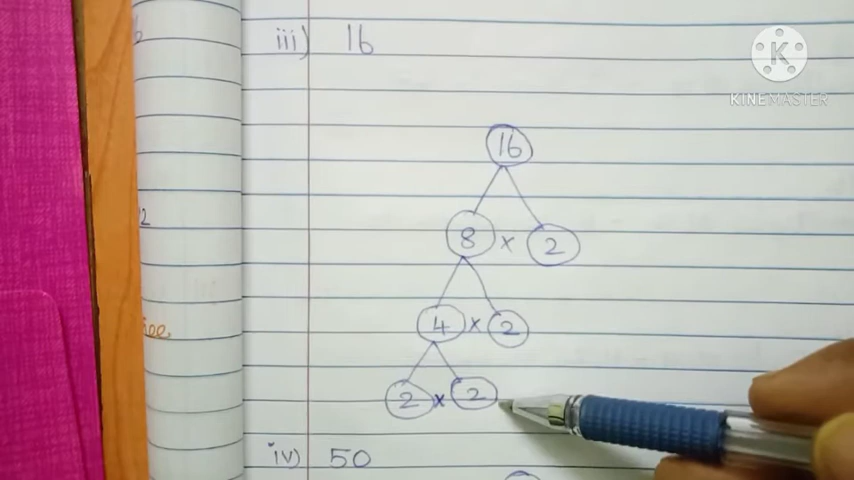 iii) 16
K
KINEMASTER
16
8 x 2
4 x 2
2 x 2
iv) 50